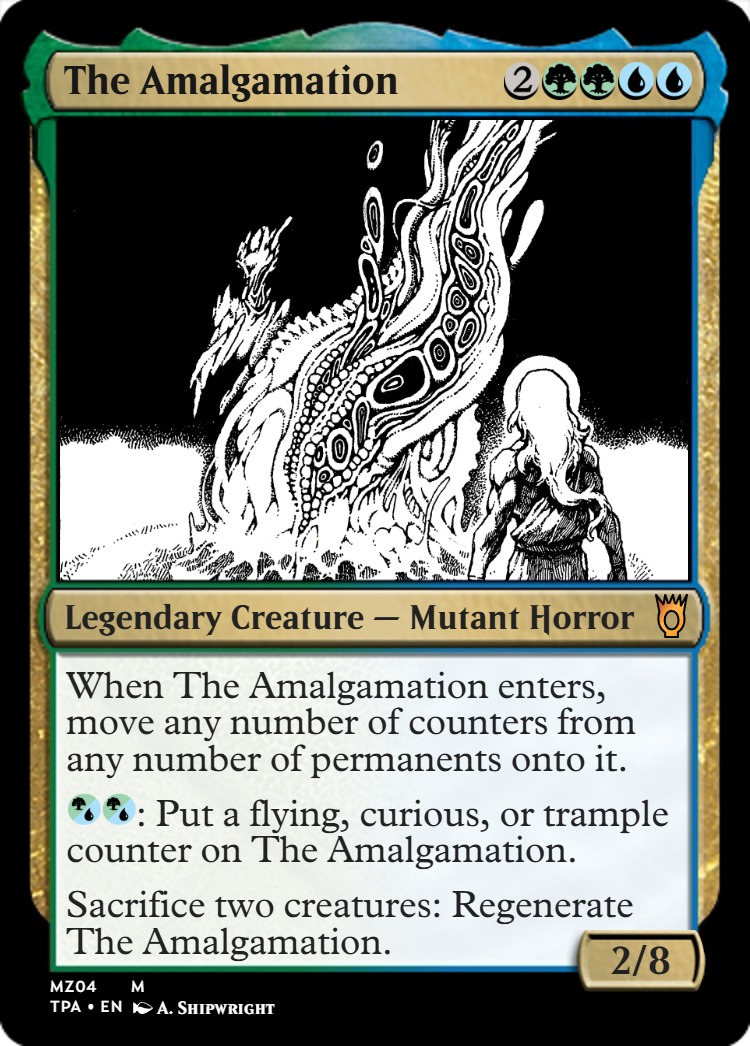 The Amalgamation 2
Legendary Creature — Mutant Horror
When The Amalgamation enters,
move any number of counters from
any number of permanents onto it.
: Put a flying, curious, or trample
counter on The Amalgamation.
Sacrifice two creatures: Regenerate
The Amalgamation.
2/8
MZ04 M
TPA • EN A. Shipwright